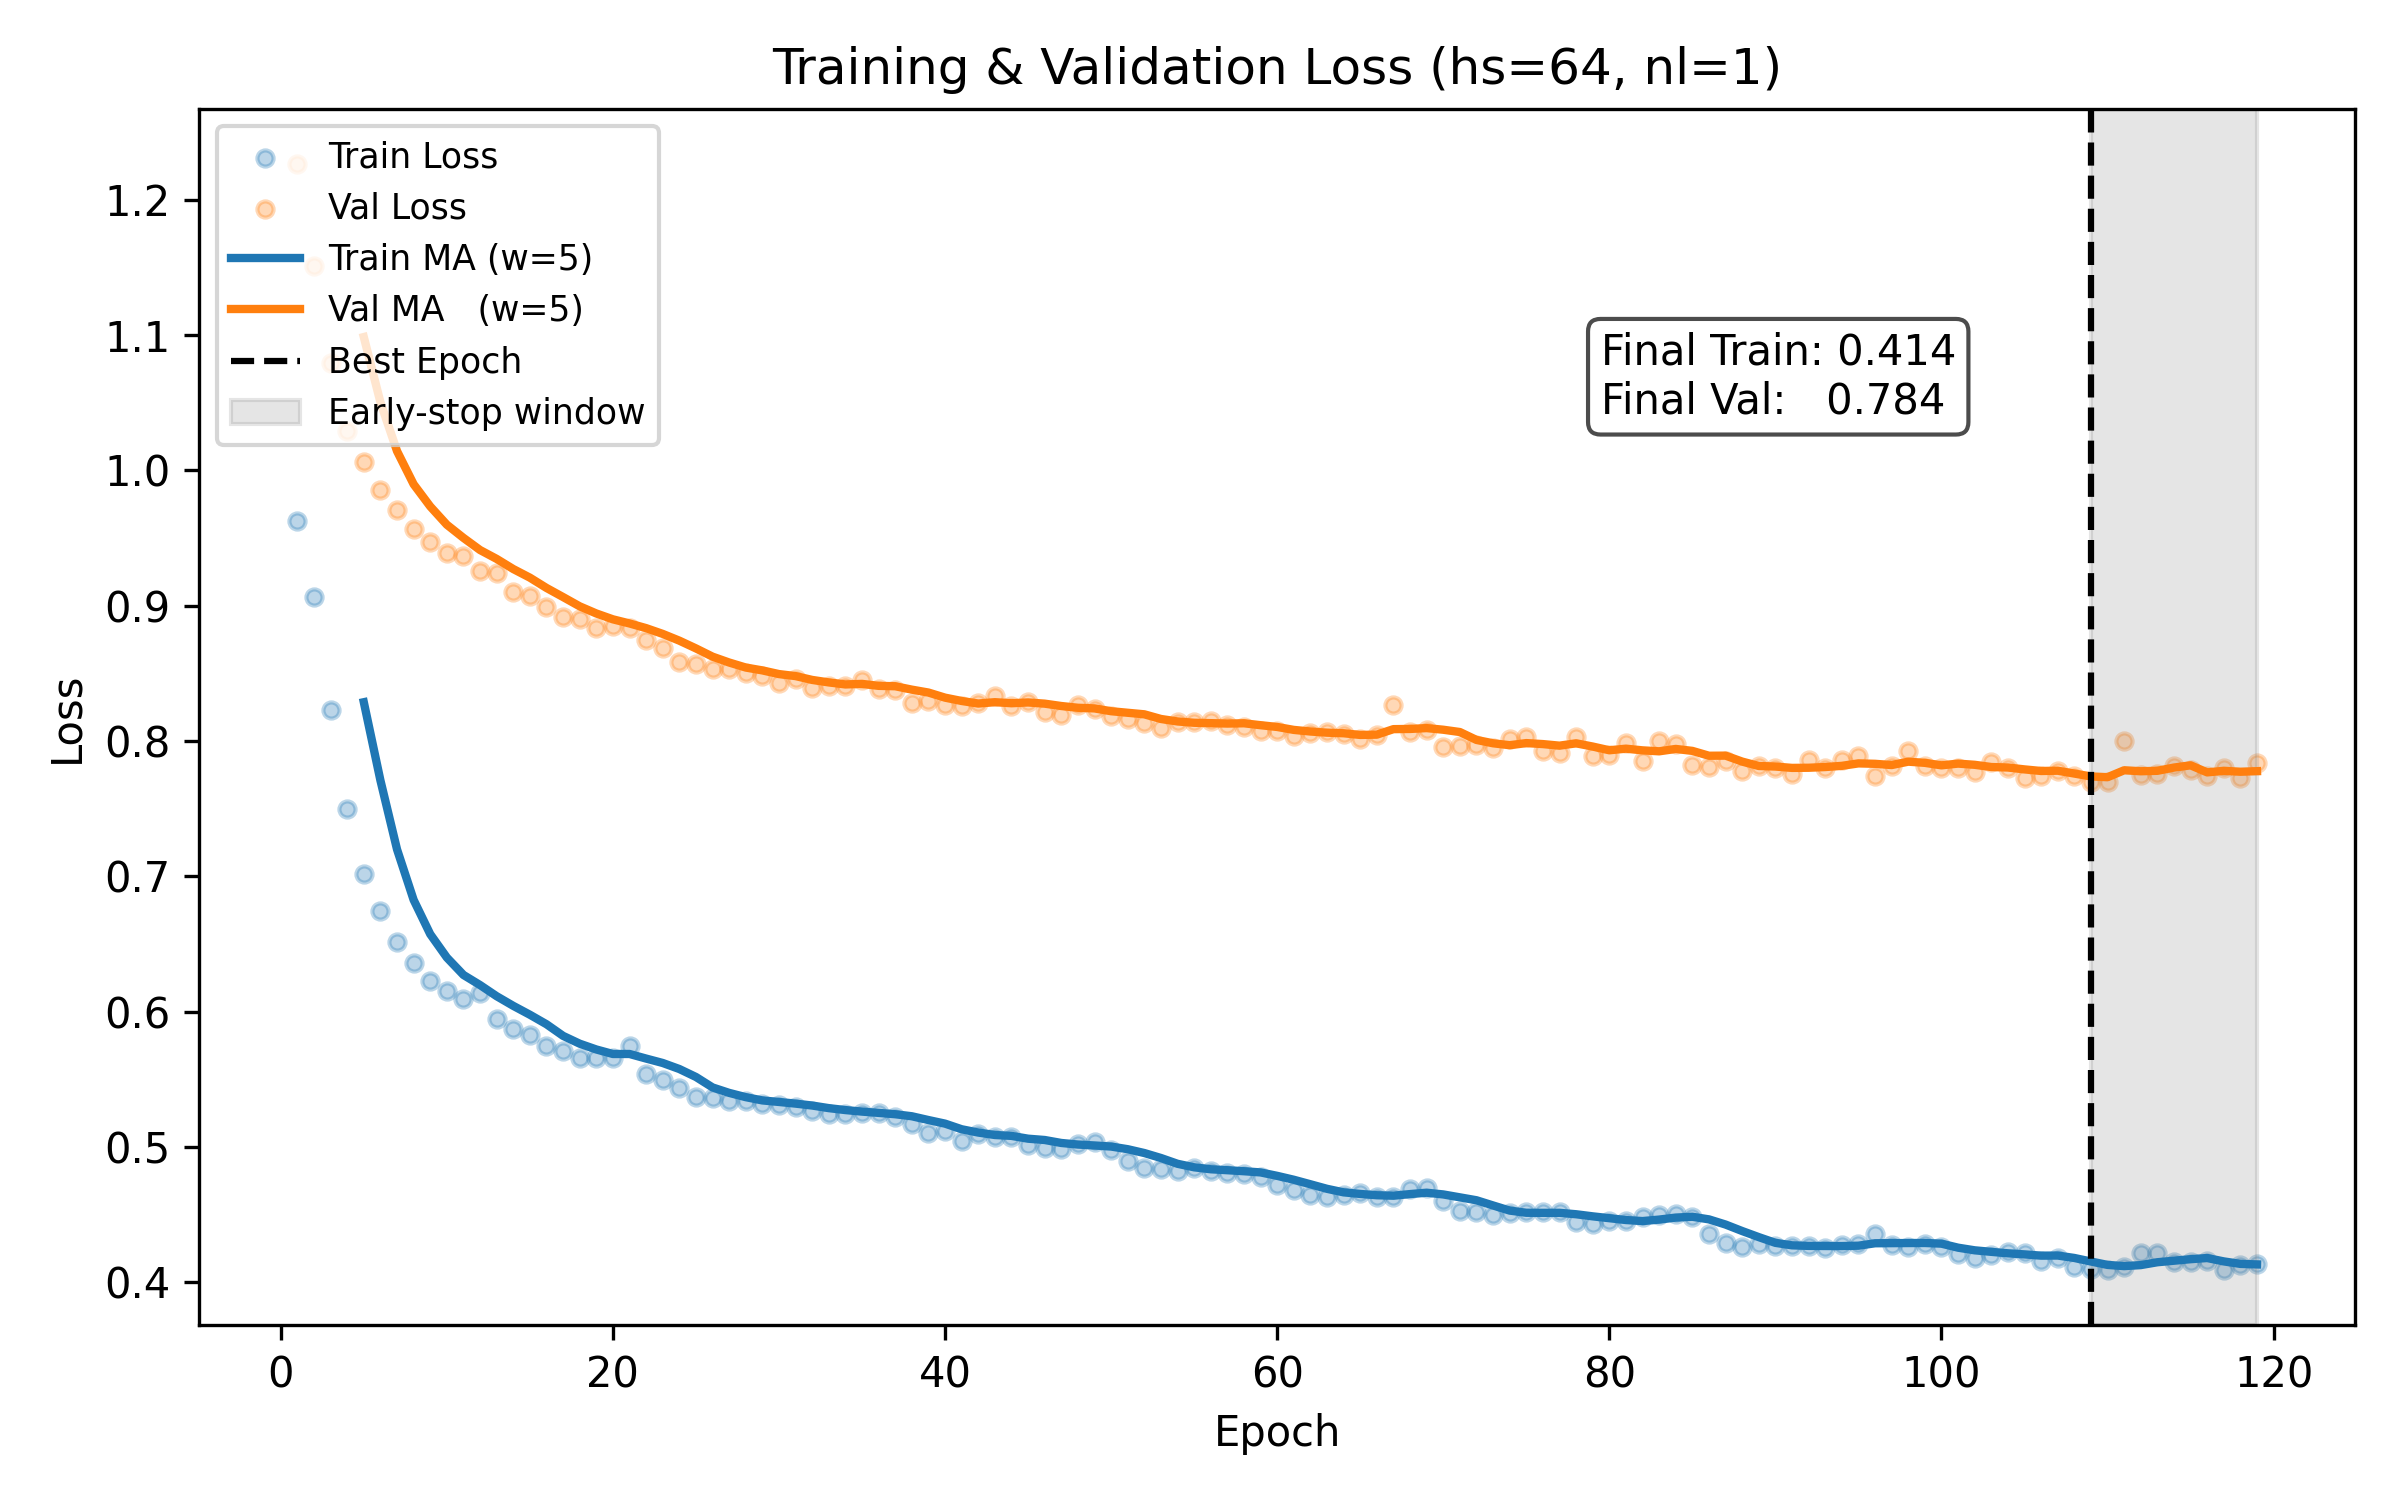 Training & Validation Loss (hs=64, nl=1)
Train Loss
Val Loss
Train MA (w=5)
Val MA   (w=5)
Best Epoch
Early-stop window
Final Train: 0.414
Final Val:   0.784
Loss
1.2
1.1
1.0
0.9
0.8
0.7
0.6
0.5
0.4
0 20 40 60 80 100 120
Epoch